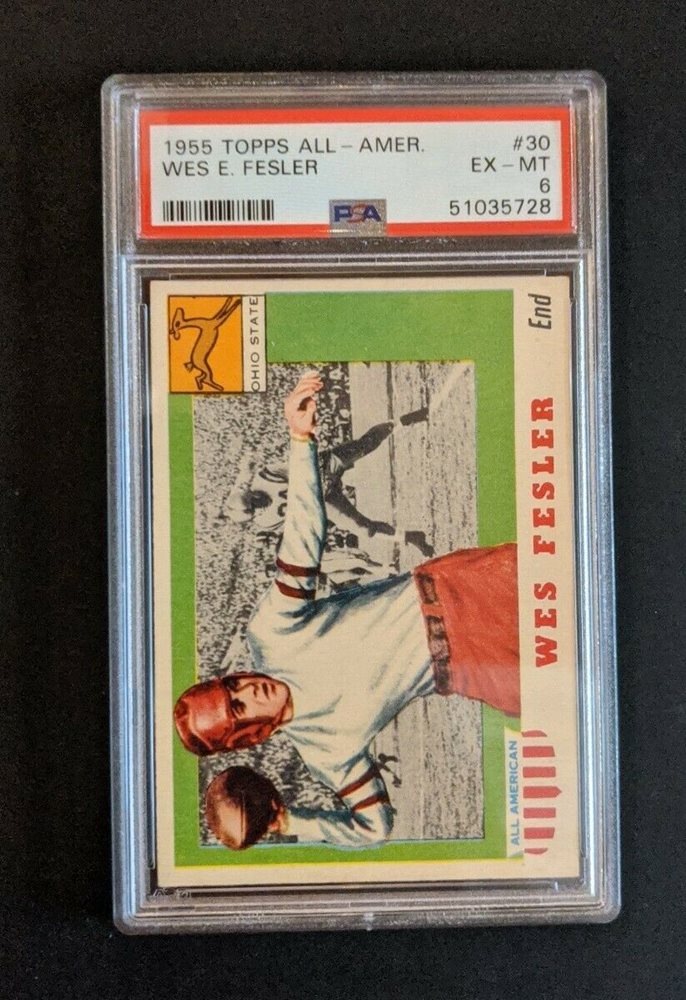 1955 TOPPS ALL-AMER. #30
WES E. FESLER EX-MT
6
PSA 51035728
OHIO STATE
End
WES FESLER
ALL AMERICAN